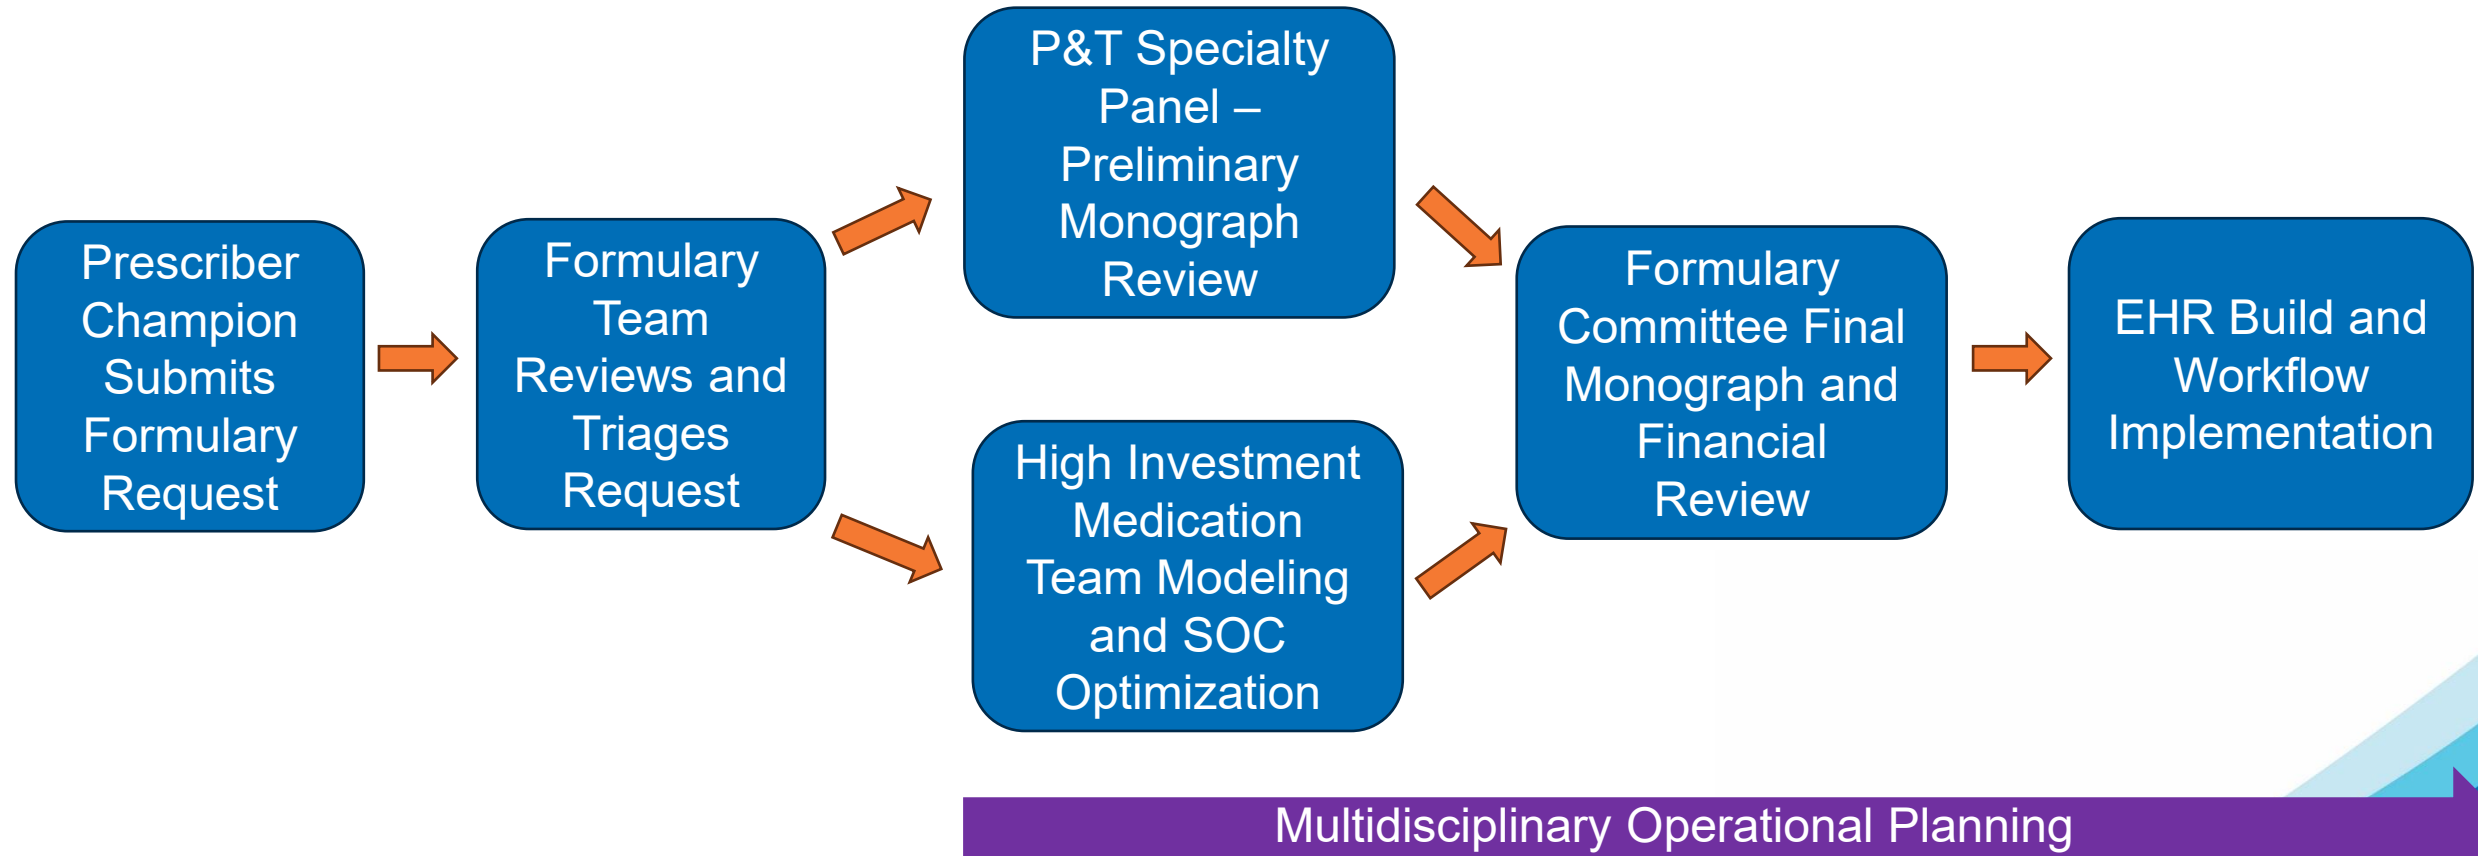 Prescriber
Champion
Submits
Formulary
Request
Formulary
Team
Reviews and
Triages
Request
P&T Specialty
Panel –
Preliminary
Monograph
Review
High Investment
Medication
Team Modeling
and SOC
Optimization
Formulary
Committee Final
Monograph and
Financial
Review
EHR Build and
Workflow
Implementation
Multidisciplinary Operational Planning